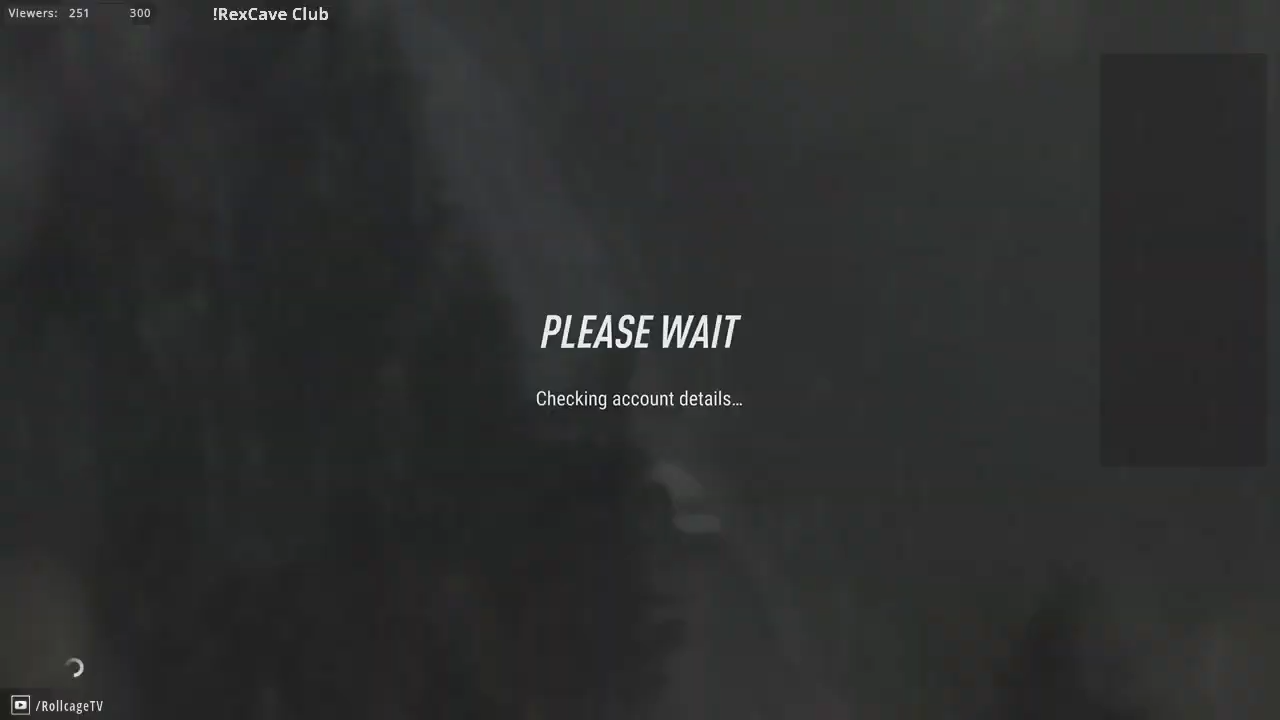 Viewers: 251 300 !RexCave Club
PLEASE WAIT
Checking account details...
/RollcageTV